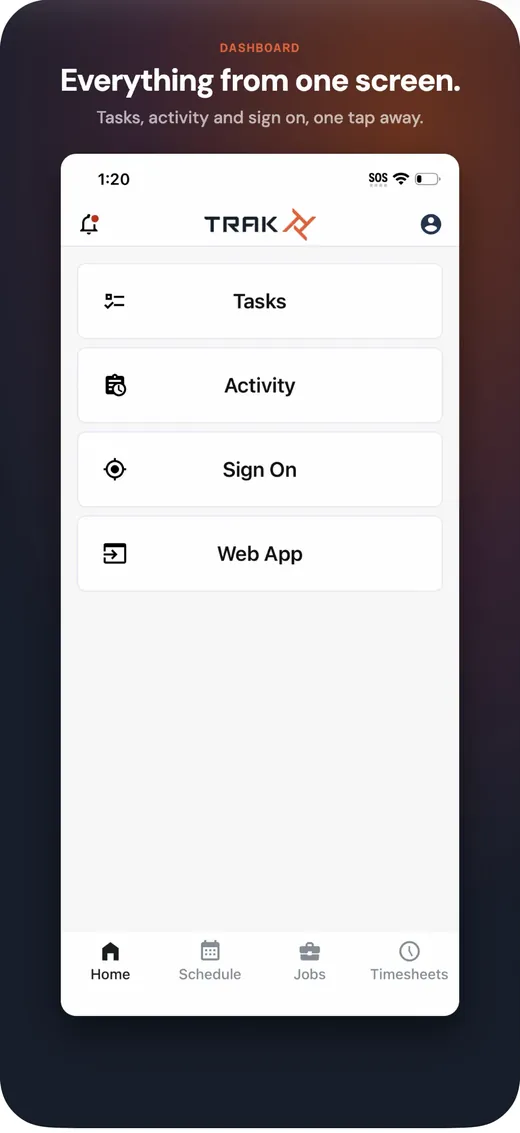 DASHBOARD
Everything from one screen.
Tasks, activity and sign on, one tap away.
1:20
SOS
TRAK
Tasks
Activity
Sign On
Web App
Home
Schedule
Jobs
Timesheets